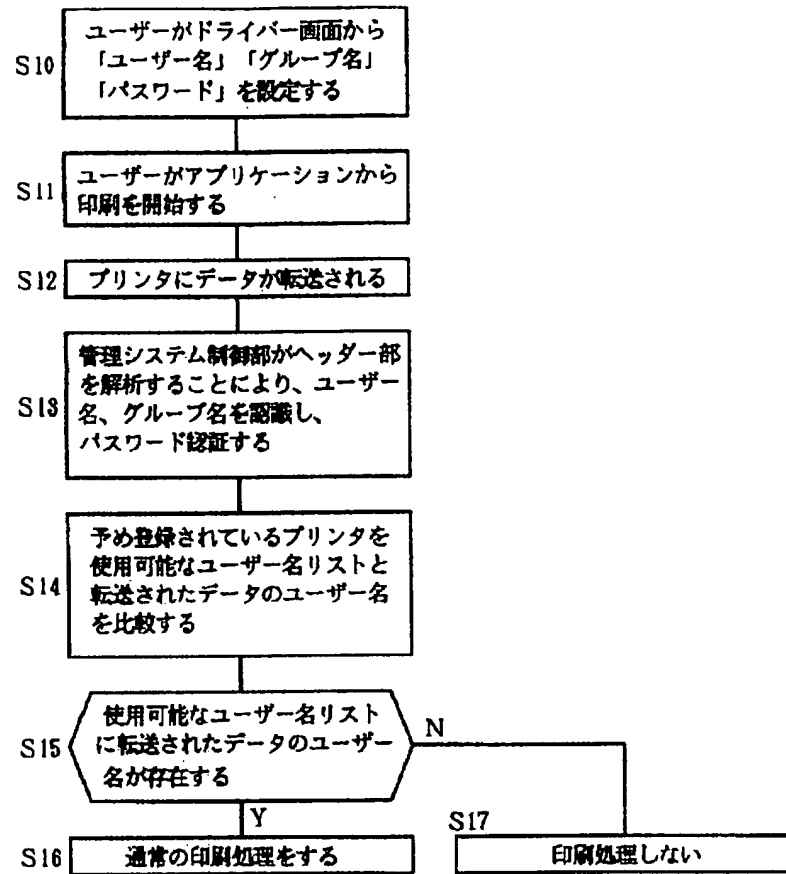 S10
ユーザーがドライバー画面から
「ユーザー名」「グループ名」
「パスワード」を設定する
S11
ユーザーがアプリケーションから
印刷を開始する
S12
プリンタにデータが転送される
S13
管理システム制御部がヘッダー部
を解析することにより、ユーザー
名、グループ名を認識し、
パスワード認証する
S14
予め登録されているプリンタを
使用可能なユーザー名リストと
転送されたデータのユーザー名
を比較する
S15
使用可能なユーザー名リスト
に転送されたデータのユーザー
名が存在する
N
Y
S16
通常の印刷処理をする
S17
印刷処理しない